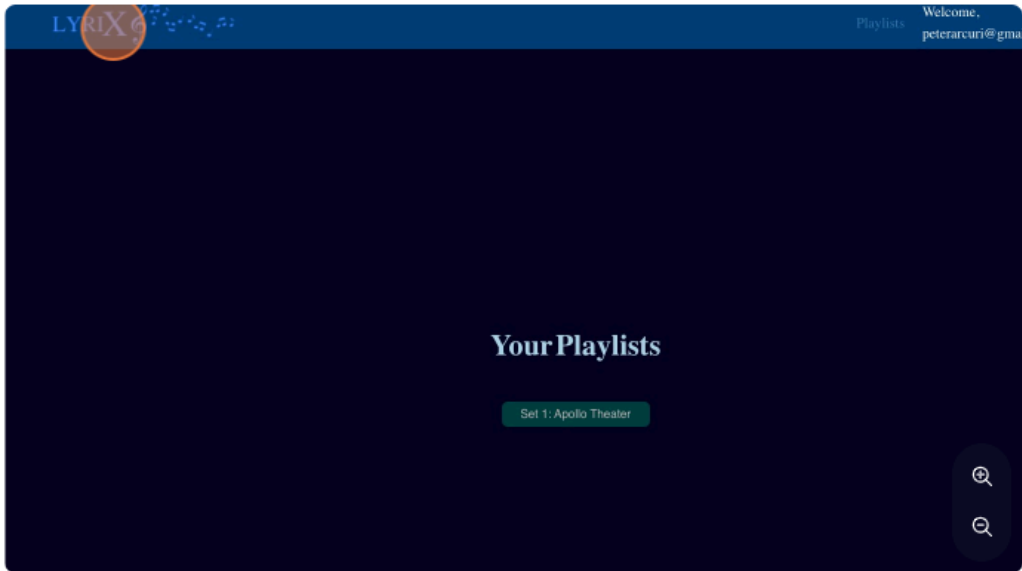 LYRIX
Playlists
Welcome,
peterarcuri@gma
Your Playlists
Set 1: Apollo Theater